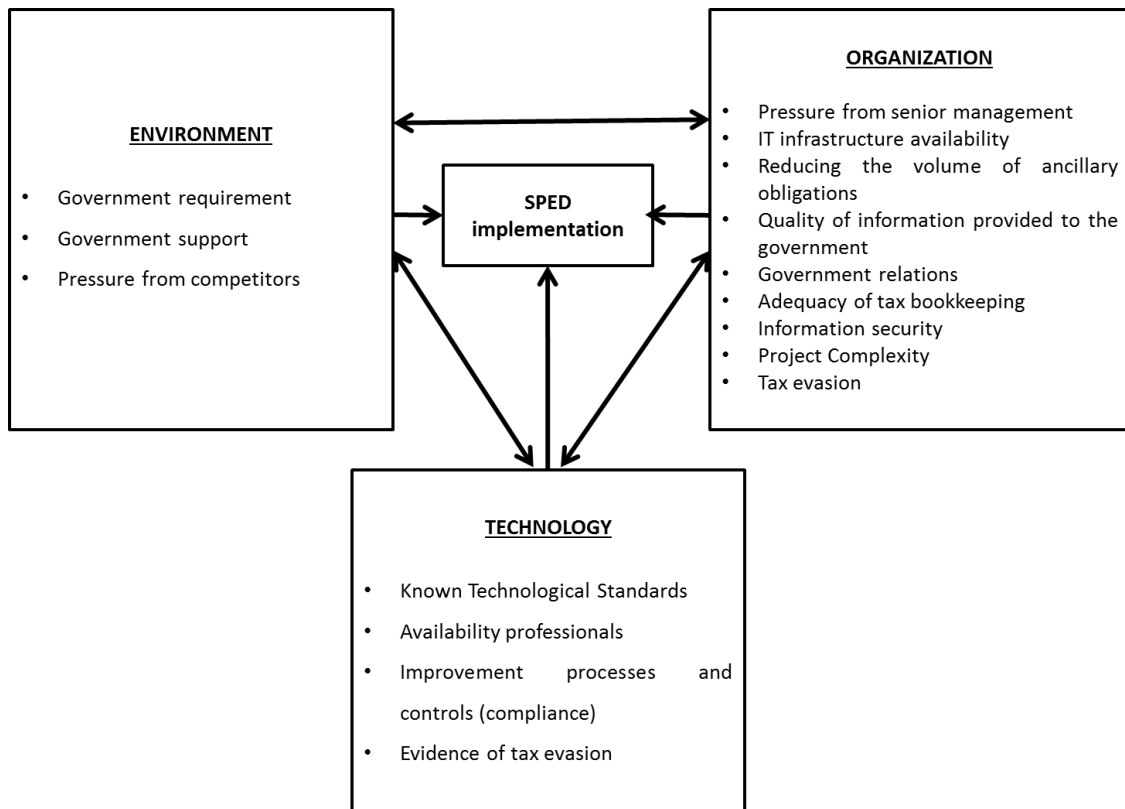 ENVIRONMENT
• Government requirement
• Government support
• Pressure from competitors
SPED
implementation
ORGANIZATION
• Pressure from senior management
• IT infrastructure availability
• Reducing the volume of ancillary
obligations
• Quality of information provided to the
government
• Government relations
• Adequacy of tax bookkeeping
• Information security
• Project Complexity
• Tax evasion
TECHNOLOGY
• Known Technological Standards
• Availability professionals
• Improvement processes and
controls (compliance)
• Evidence of tax evasion